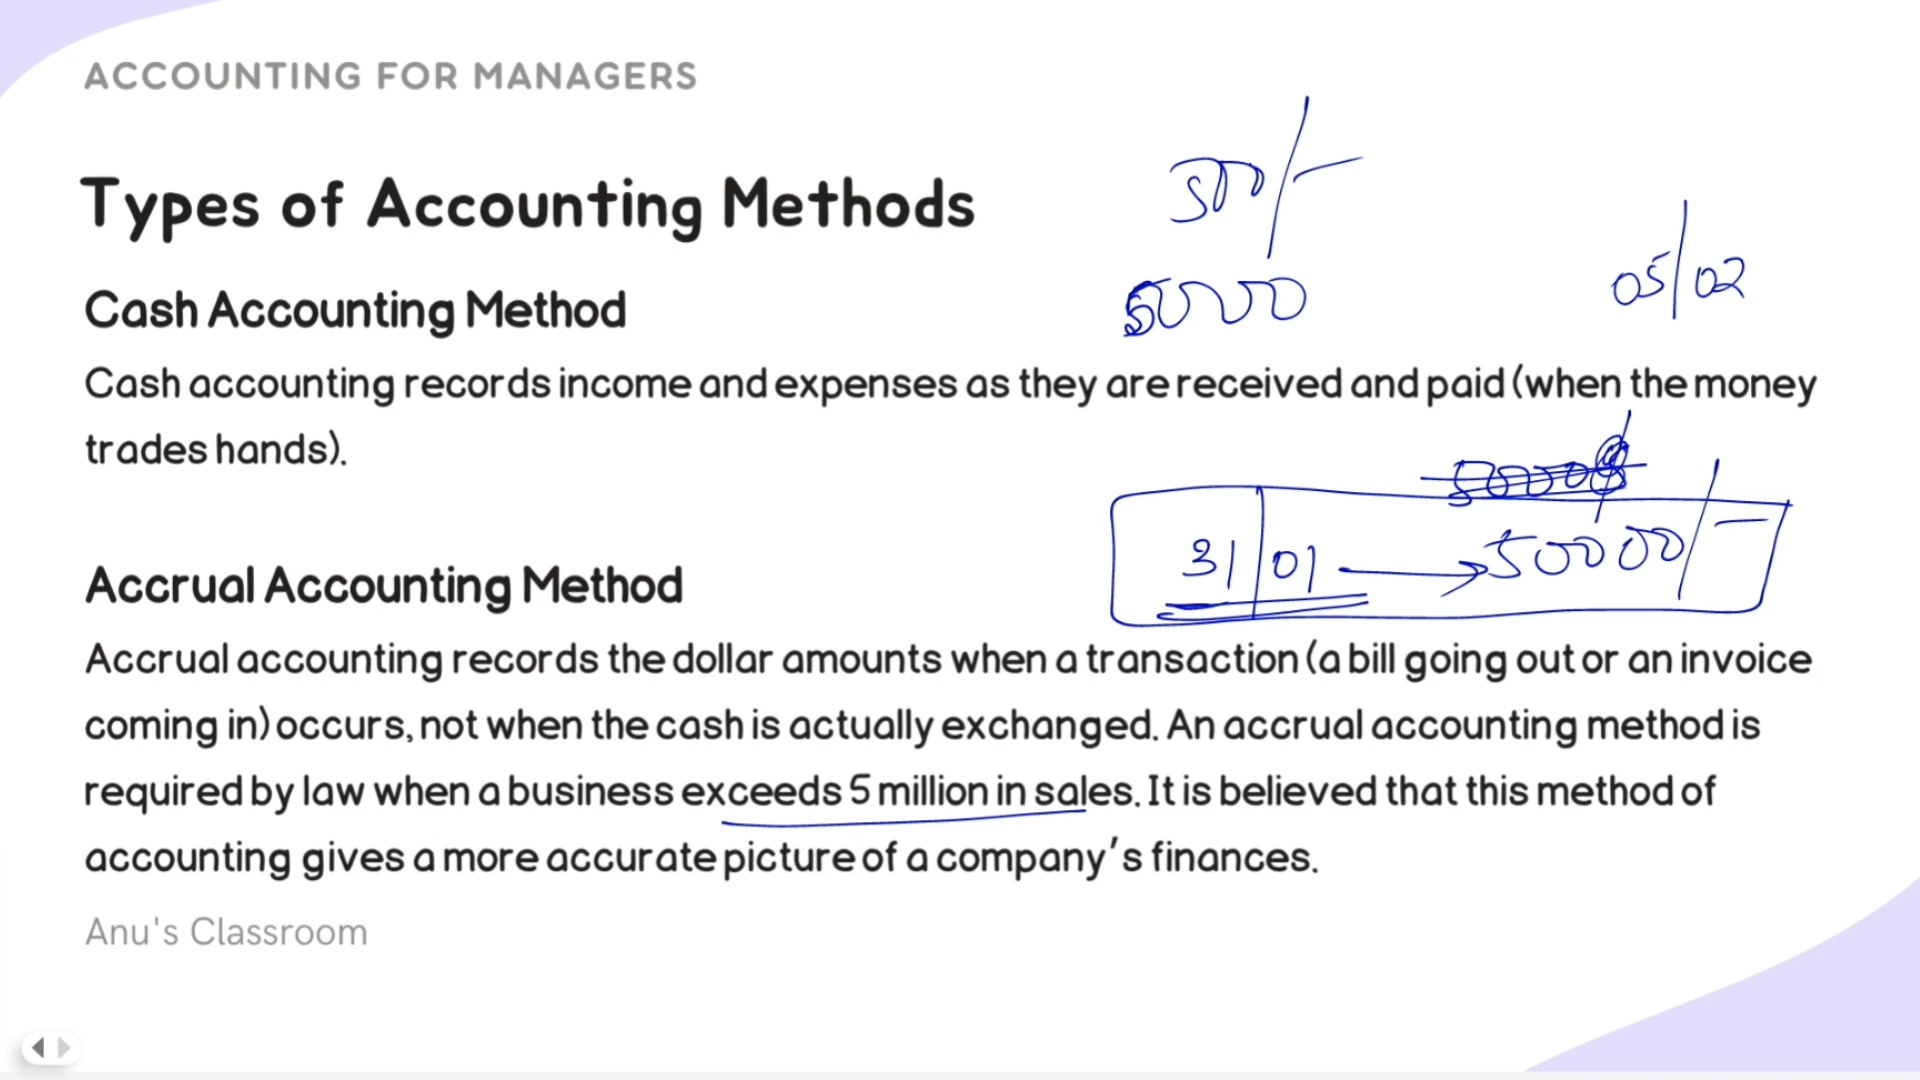 ACCOUNTING FOR MANAGERS
Types of Accounting Methods
500/-
5000
05/02
Cash Accounting Method
Cash accounting records income and expenses as they are received and paid (when the money
trades hands).
31/01 → 50000/-
Accrual Accounting Method
Accrual accounting records the dollar amounts when a transaction (a bill going out or an invoice
coming in) occurs, not when the cash is actually exchanged. An accrual accounting method is
required by law when a business exceeds 5 million in sales. It is believed that this method of
accounting gives a more accurate picture of a company's finances.
Anu's Classroom